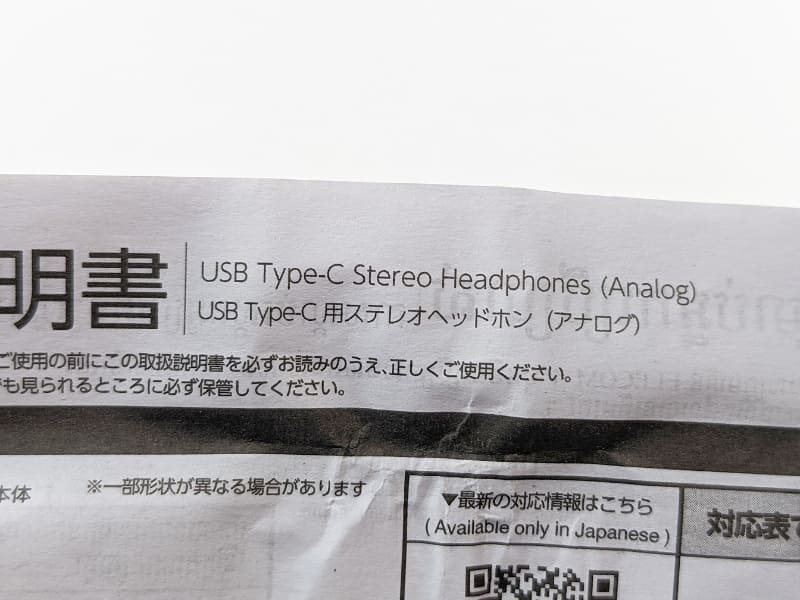 明書
USB Type-C Stereo Headphones (Analog)
USB Type-C 用ステレオヘッドホン (アナログ)
ご使用の前にこの取扱説明書を必ずお読みのうえ、正しくご使用ください。
でも見られるところに必ず保管してください。
本体
※一部形状が異なる場合があります
▼最新の対応情報はこちら
(Available only in Japanese)
対応表で